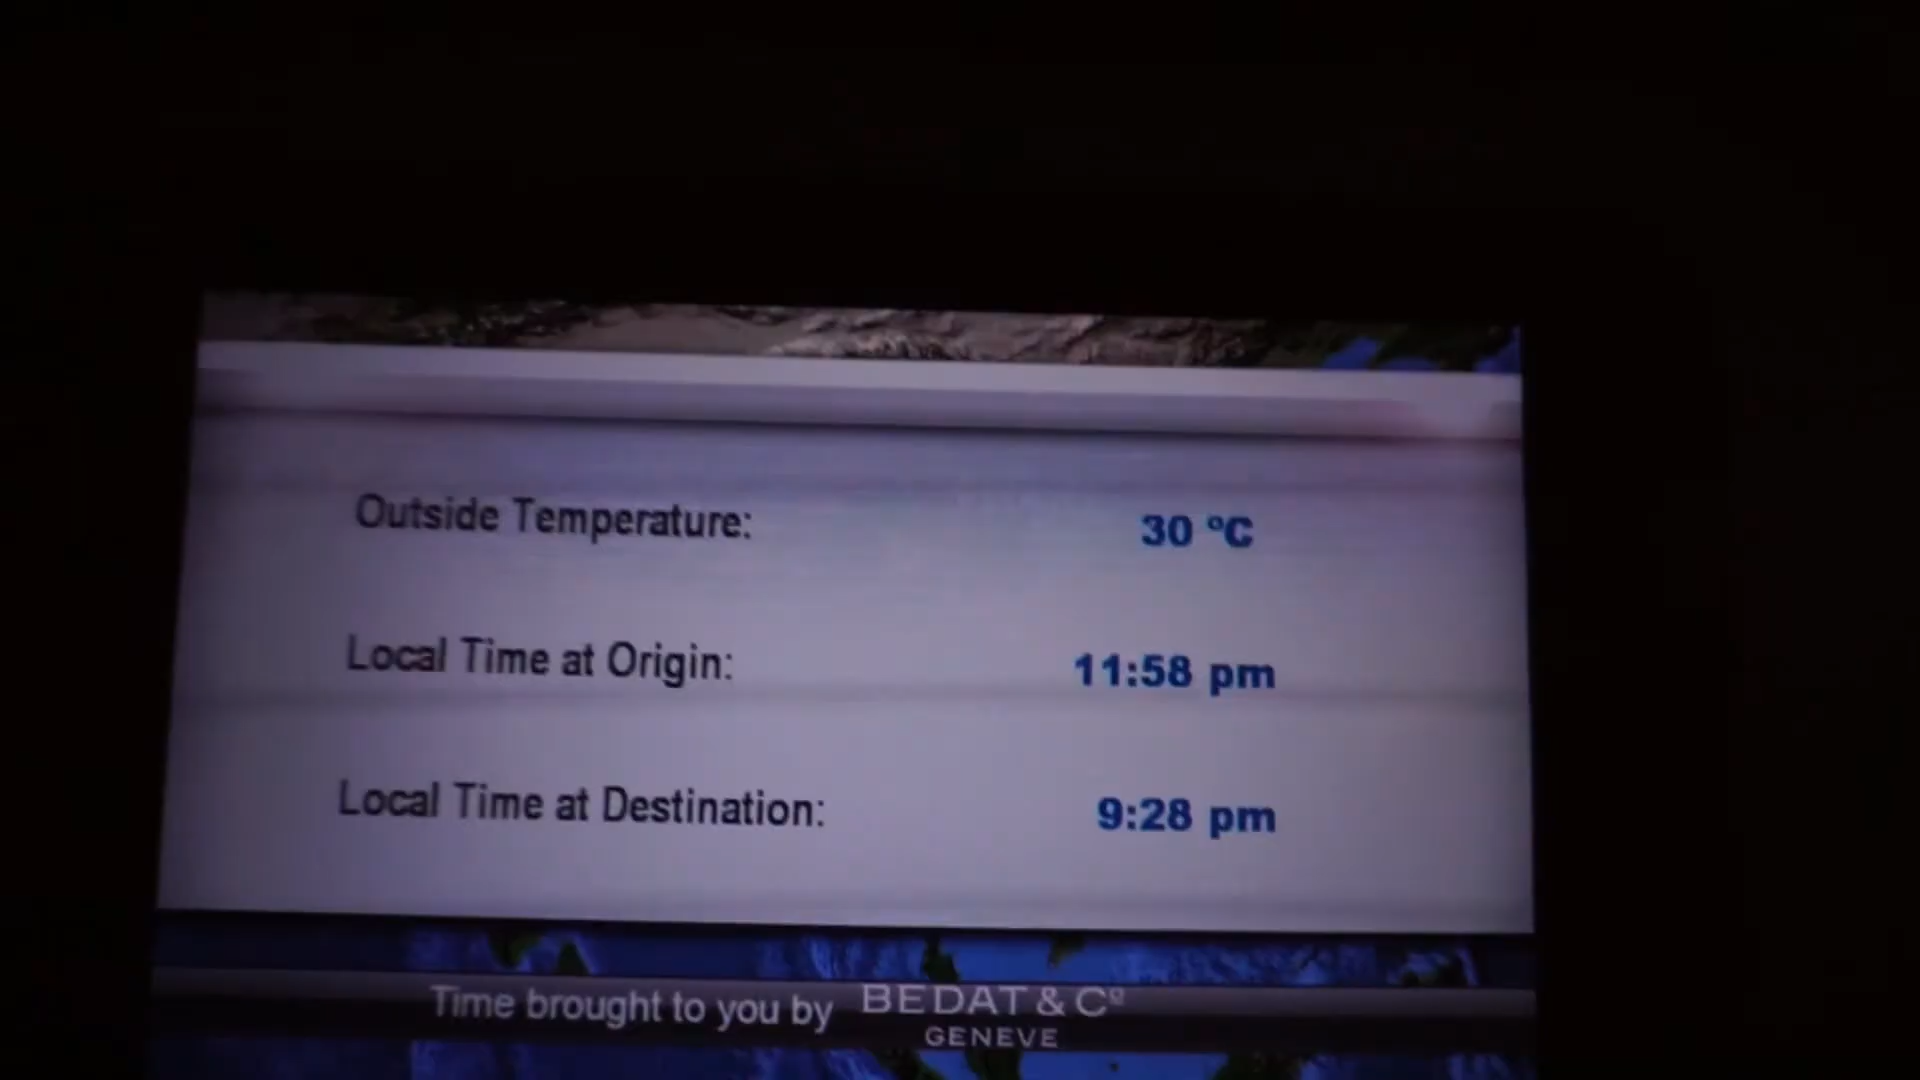 Outside Temperature: 30 ºC
Local Time at Origin: 11:58 pm
Local Time at Destination: 9:28 pm
Time brought to you by BEDAT & Cº
GENEVE